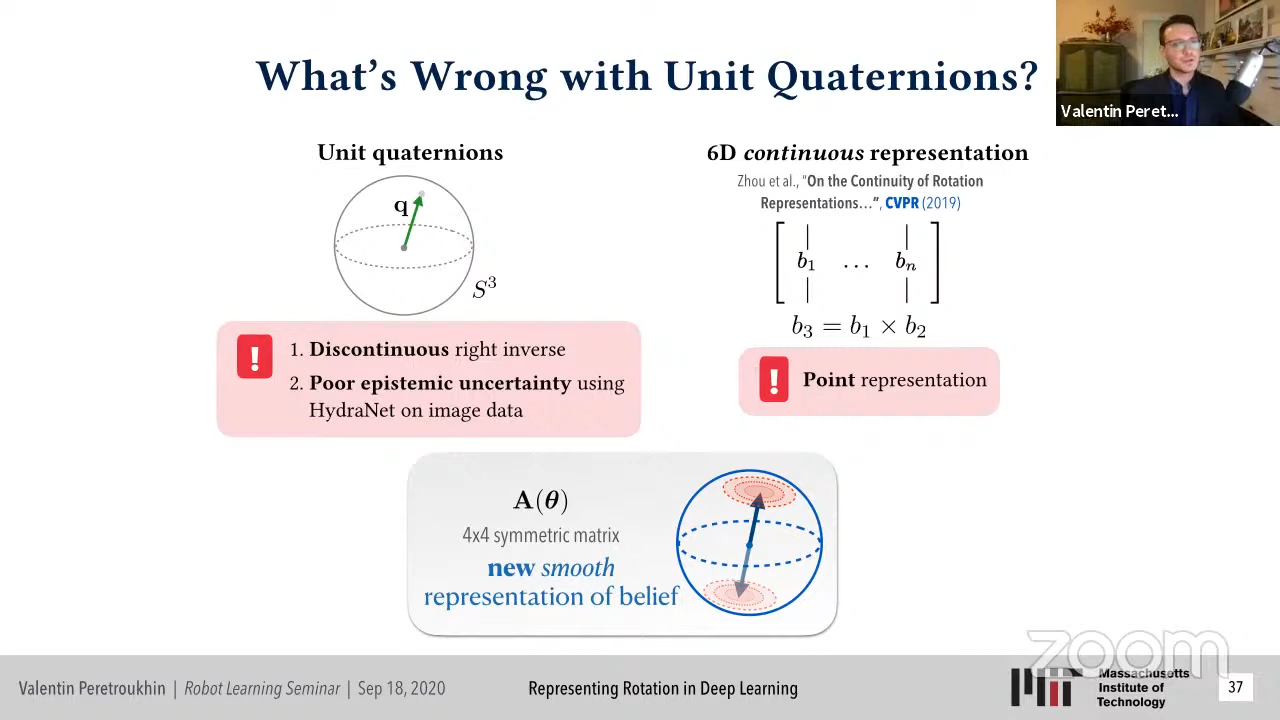 What's Wrong with Unit Quaternions?
Valentin Peret...
Unit quaternions
q
S³
1. Discontinuous right inverse
2. Poor epistemic uncertainty using
HydraNet on image data
6D continuous representation
Zhou et al., "On the Continuity of Rotation
Representations...", CVPR (2019)
b₁ ... bₙ
b₃ = b₁ × b₂
Point representation
A(θ)
4x4 symmetric matrix
new smooth
representation of belief
zoom
Valentin Peretroukhin | Robot Learning Seminar | Sep 18, 2020
Representing Rotation in Deep Learning
MIT
Massachusetts
Institute of
Technology
37